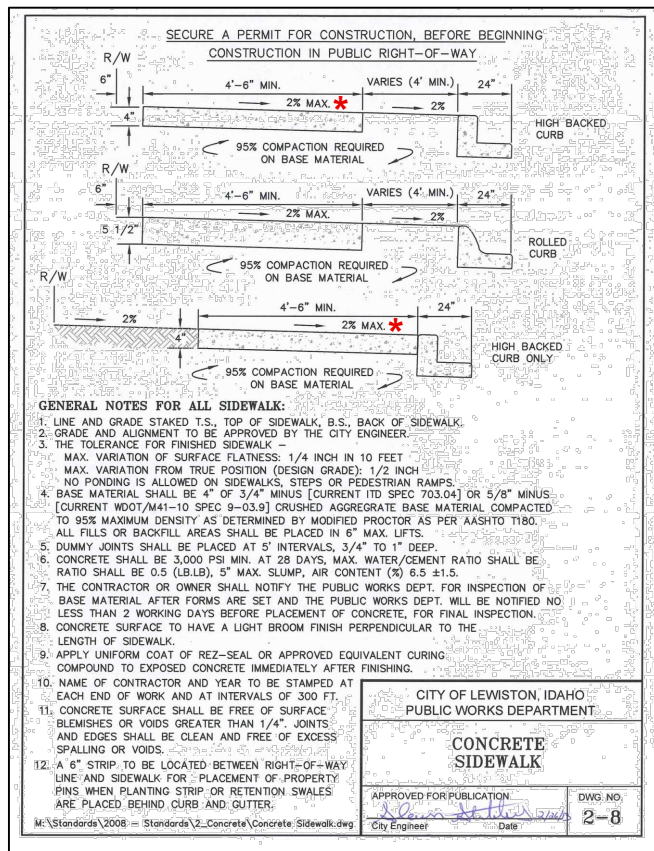 SECURE A PERMIT FOR CONSTRUCTION, BEFORE BEGINNING
CONSTRUCTION IN PUBLIC RIGHT-OF-WAY
R/W
6"
4'-6" MIN.
VARIES (4' MIN.)
24"
2% MAX. *
2%
4"
HIGH BACKED
CURB
95% COMPACTION REQUIRED
ON BASE MATERIAL
R/W
6"
4'-6" MIN.
VARIES (4' MIN.)
24"
2% MAX.
2%
5 1/2"
ROLLED
CURB
95% COMPACTION REQUIRED
ON BASE MATERIAL
R/W
4'-6" MIN.
24"
2%
2% MAX. *
4"
HIGH BACKED
CURB ONLY
95% COMPACTION REQUIRED
ON BASE MATERIAL
GENERAL NOTES FOR ALL SIDEWALK:
1. LINE AND GRADE STAKED T.S., TOP OF SIDEWALK, B.S., BACK OF SIDEWALK.
2. GRADE AND ALIGNMENT TO BE APPROVED BY THE CITY ENGINEER.
3. THE TOLERANCE FOR FINISHED SIDEWALK –
MAX. VARIATION OF SURFACE FLATNESS: 1/4 INCH IN 10 FEET
MAX. VARIATION FROM TRUE POSITION (DESIGN GRADE): 1/2 INCH
NO PONDING IS ALLOWED ON SIDEWALKS, STEPS OR PEDESTRIAN RAMPS.
4. BASE MATERIAL SHALL BE 4" OF 3/4" MINUS [CURRENT ITD SPEC 703.04] OR 5/8" MINUS
[CURRENT WDOT/M41-10 SPEC 9-03.9] CRUSHED AGGREGRATE BASE MATERIAL COMPACTED
TO 95% MAXIMUM DENSITY AS DETERMINED BY MODIFIED PROCTOR AS PER AASHTO T180.
ALL FILLS OR BACKFILL AREAS SHALL BE PLACED IN 6" MAX. LIFTS.
5. DUMMY JOINTS SHALL BE PLACED AT 5' INTERVALS, 3/4" TO 1" DEEP.
6. CONCRETE SHALL BE 3,000 PSI MIN. AT 28 DAYS, MAX. WATER/CEMENT RATIO SHALL BE
RATIO SHALL BE 0.5 (LB.LB), 5" MAX. SLUMP, AIR CONTENT (%) 6.5 ±1.5.
7. THE CONTRACTOR OR OWNER SHALL NOTIFY THE PUBLIC WORKS DEPT. FOR INSPECTION OF
BASE MATERIAL AFTER FORMS ARE SET AND THE PUBLIC WORKS DEPT. WILL BE NOTIFIED NO
LESS THAN 2 WORKING DAYS BEFORE PLACEMENT OF CONCRETE, FOR FINAL INSPECTION.
8. CONCRETE SURFACE TO HAVE A LIGHT BROOM FINISH PERPENDICULAR TO THE
LENGTH OF SIDEWALK.
9. APPLY UNIFORM COAT OF REZ-SEAL OR APPROVED EQUIVALENT CURING
COMPOUND TO EXPOSED CONCRETE IMMEDIATELY AFTER FINISHING.
10. NAME OF CONTRACTOR AND YEAR TO BE STAMPED AT
EACH END OF WORK AND AT INTERVALS OF 300 FT.
11. CONCRETE SURFACE SHALL BE FREE OF SURFACE
BLEMISHES OR VOIDS GREATER THAN 1/4". JOINTS
AND EDGES SHALL BE CLEAN AND FREE OF EXCESS
SPALLING OR VOIDS.
12. A 6" STRIP TO BE LOCATED BETWEEN RIGHT-OF-WAY
LINE AND SIDEWALK FOR PLACEMENT OF PROPERTY
PINS WHEN PLANTING STRIP OR RETENTION SWALES
ARE PLACED BEHIND CURB AND GUTTER.
M:\Standards\2008 – Standards\2_Concrete\Concrete Sidewalk.dwg
CITY OF LEWISTON, IDAHO
PUBLIC WORKS DEPARTMENT
CONCRETE
SIDEWALK
APPROVED FOR PUBLICATION
City Engineer Date
DWG. NO.
2-8